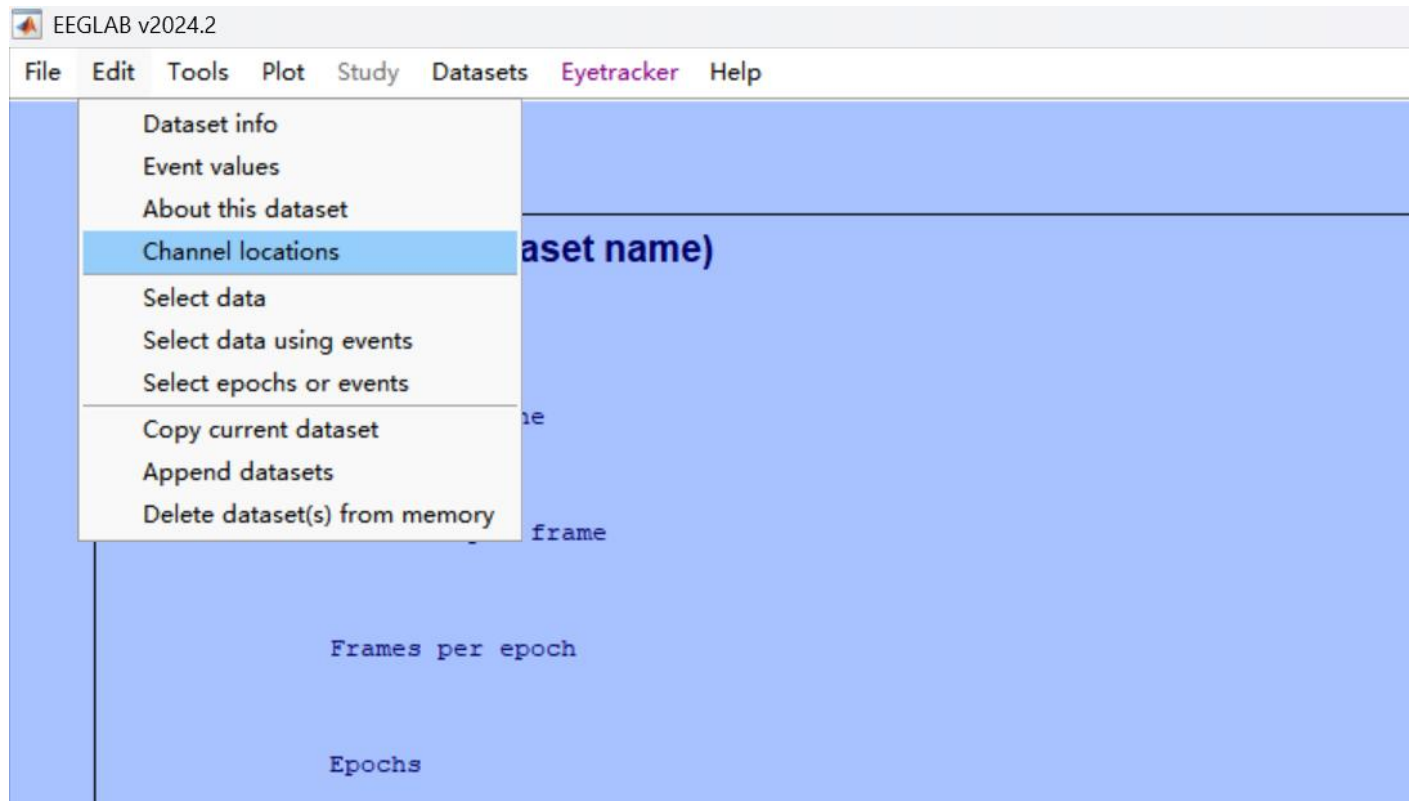 EEGLAB v2024.2
File Edit Tools Plot Study Datasets Eyetracker Help
Dataset info
Event values
About this dataset
Channel locations
aset name)
Select data
Select data using events
Select epochs or events
Copy current dataset
Append datasets
Delete dataset(s) from memory
frame
Frames per epoch
Epochs